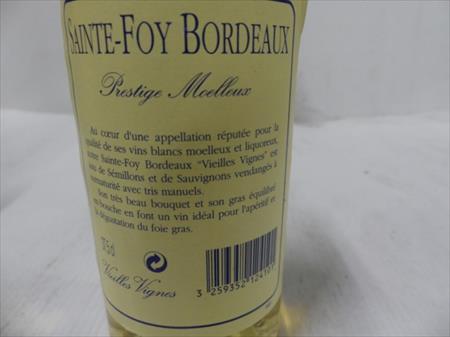 SAINTE-FOY BORDEAUX
Prestige Moelleux
Au cœur d'une appellation réputée pour la
qualité de ses vins blancs moelleux et liquoreux,
notre Sainte-Foy Bordeaux "Vieilles Vignes" est
issu de Sémillons et de Sauvignons vendangés à
surmaturité avec tris manuels.
Son très beau bouquet et son gras équilibré
en bouche en font un vin idéal pour l'apéritif et
la dégustation du foie gras.
75cl
Vieilles Vignes
3 259352 124101